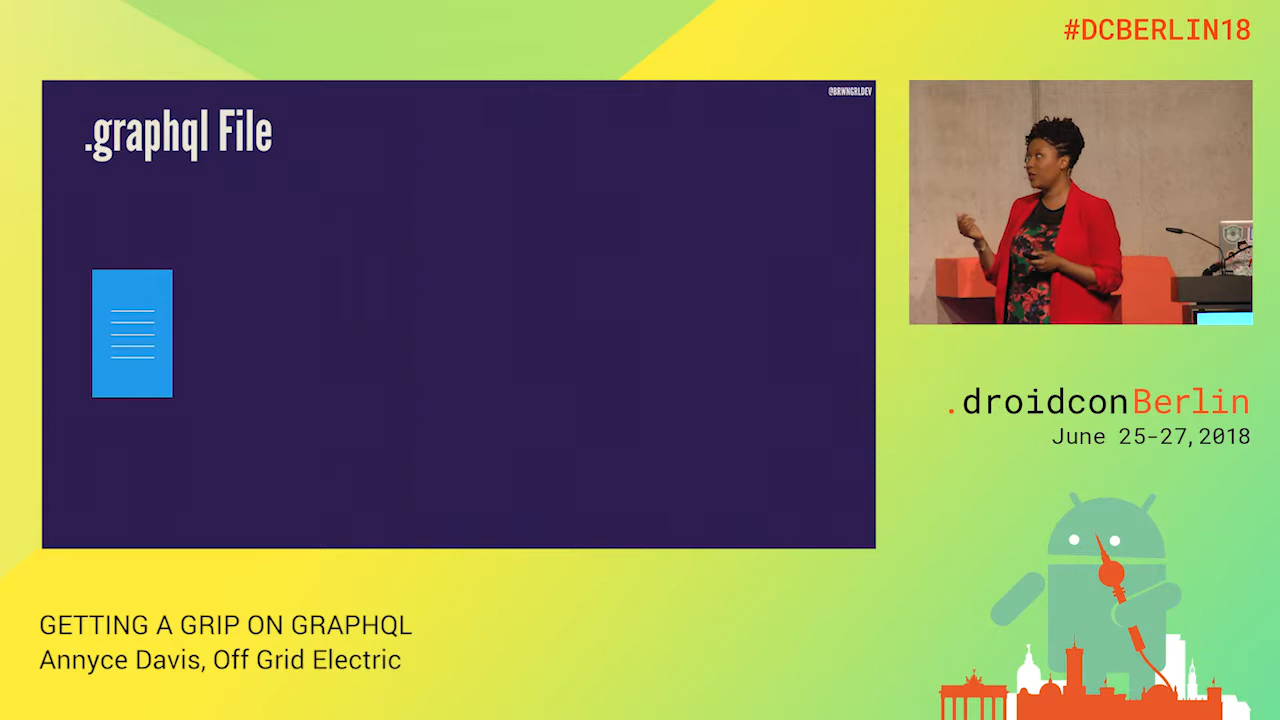 #DCBERLIN18
@BRWNGRLDEV
.graphql File
.droidconBerlin
June 25-27, 2018
GETTING A GRIP ON GRAPHQL
Annyce Davis, Off Grid Electric